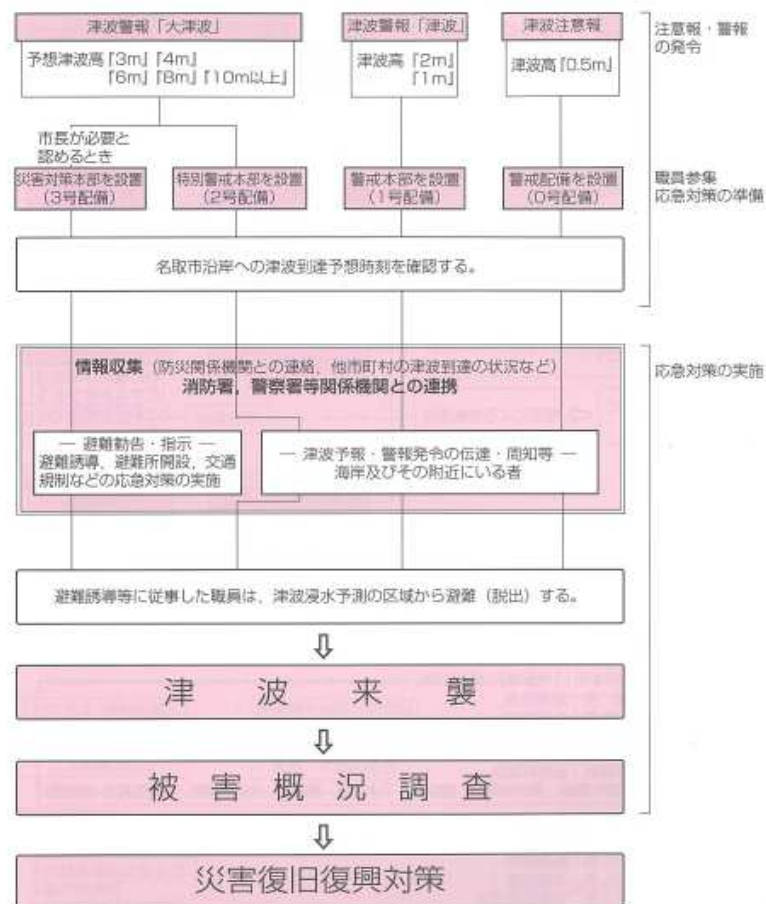 津波警報「大津波」
予想津波高『3m』『4m』
『6m』『8m』『10m以上』
津波警報「津波」
津波高『2m』
『1m』
津波注意報
津波高『0.5m』
注意報・警報
の発令
市長が必要と
認めるとき
災害対策本部を設置
(3号配備)
特別警戒本部を設置
(2号配備)
警戒本部を設置
(1号配備)
警戒配備を設置
(0号配備)
職員参集
応急対策の準備
名取市沿岸への津波到達予想時刻を確認する。
情報収集(防災関係機関との連絡,他市町村の津波到達の状況など)
消防署,警察署等関係機関との連携
応急対策の実施
― 避難勧告・指示 ―
避難誘導、避難所開設,交通
規制などの応急対策の実施
― 津波予報・警報発令の伝達・周知等 ―
海岸及びその附近にいる者
避難誘導等に従事した職員は、津波浸水予測の区域から避難(脱出)する。
津波来襲
被害概況調査
災害復旧復興対策